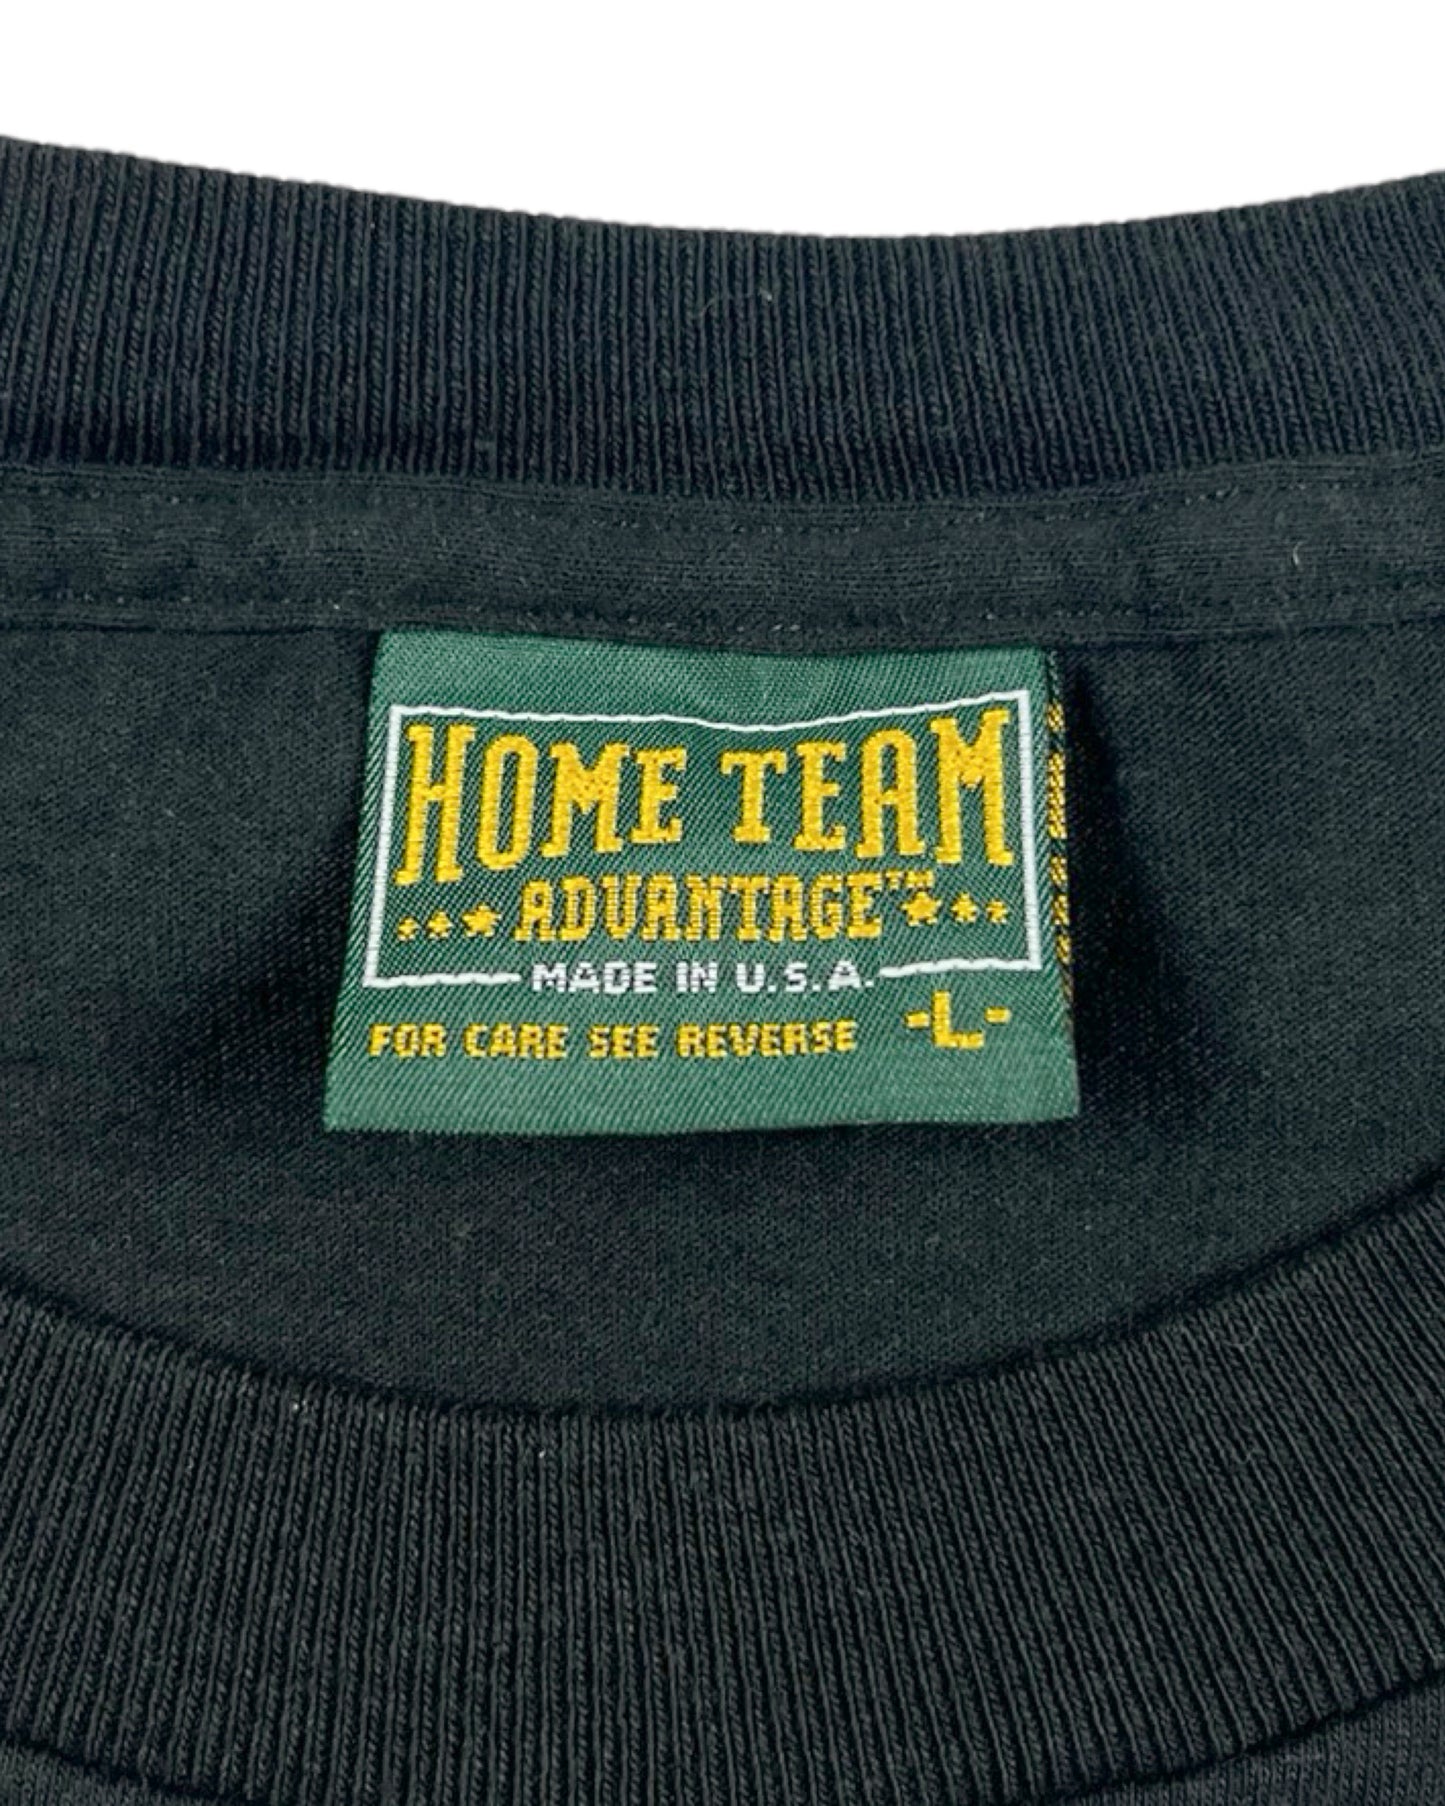 HOME TEAM
ADVANTAGE™
MADE IN U.S.A.
FOR CARE SEE REVERSE -L-